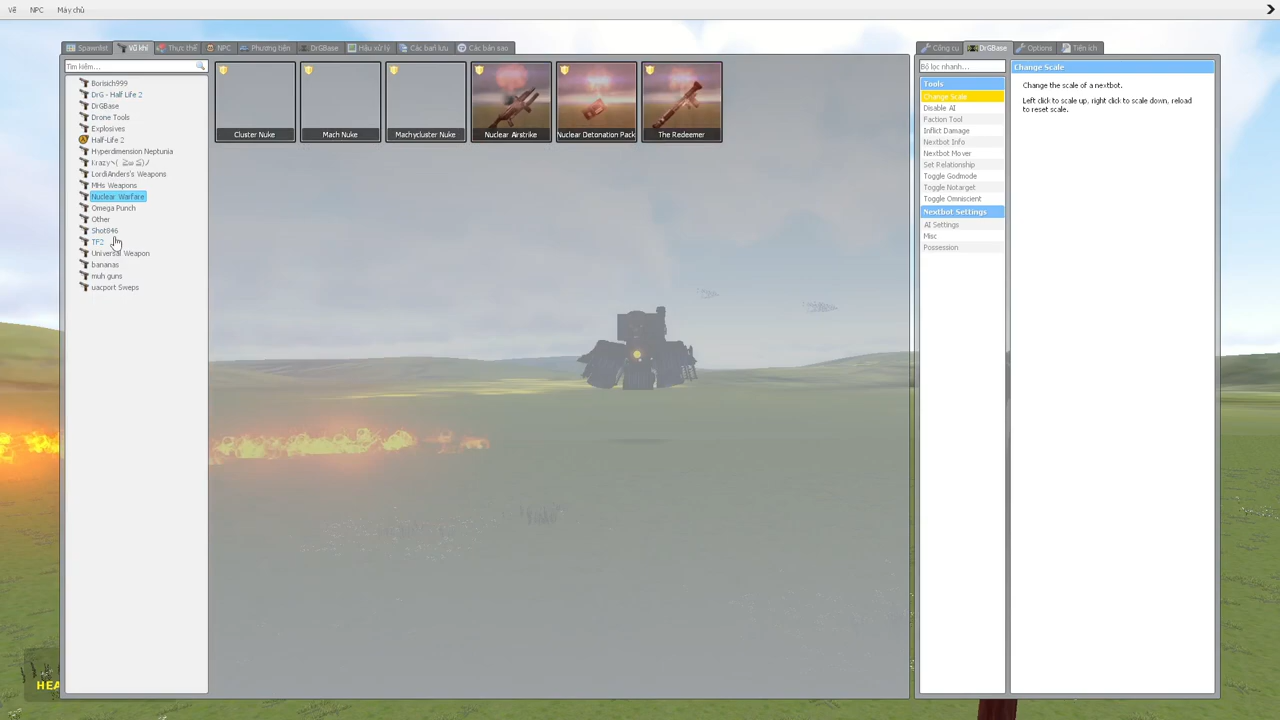 Vẽ NPC Máy chủ
Spawnlist Vũ khí Thực thể NPC Phương tiện DrGBase Hậu xử lý Các bản lưu Các bản sao
Công cụ DrGBase Options Tiện ích
Tìm kiếm...
Borisich999
DrG - Half Life 2
DrGBase
Drone Tools
Explosives
Half-Life 2
Hyperdimension Neptunia
LordiAnders's Weapons
MHs Weapons
Nuclear Warfare
Omega Punch
Other
Shot846
TF2
Universal Weapon
bananas
muh guns
uacport Sweps
Cluster Nuke
Mach Nuke
Machycluster Nuke
Nuclear Airstrike
Nuclear Detonation Pack
The Redeemer
Bộ lọc nhanh...
Tools
Change Scale
Disable AI
Faction Tool
Inflict Damage
Nextbot Info
Nextbot Mover
Set Relationship
Toggle Godmode
Toggle Notarget
Toggle Omniscient
Nextbot Settings
AI Settings
Misc
Possession
Change Scale
Change the scale of a nextbot.
Left click to scale up, right click to scale down, reload
to reset scale.
HEA